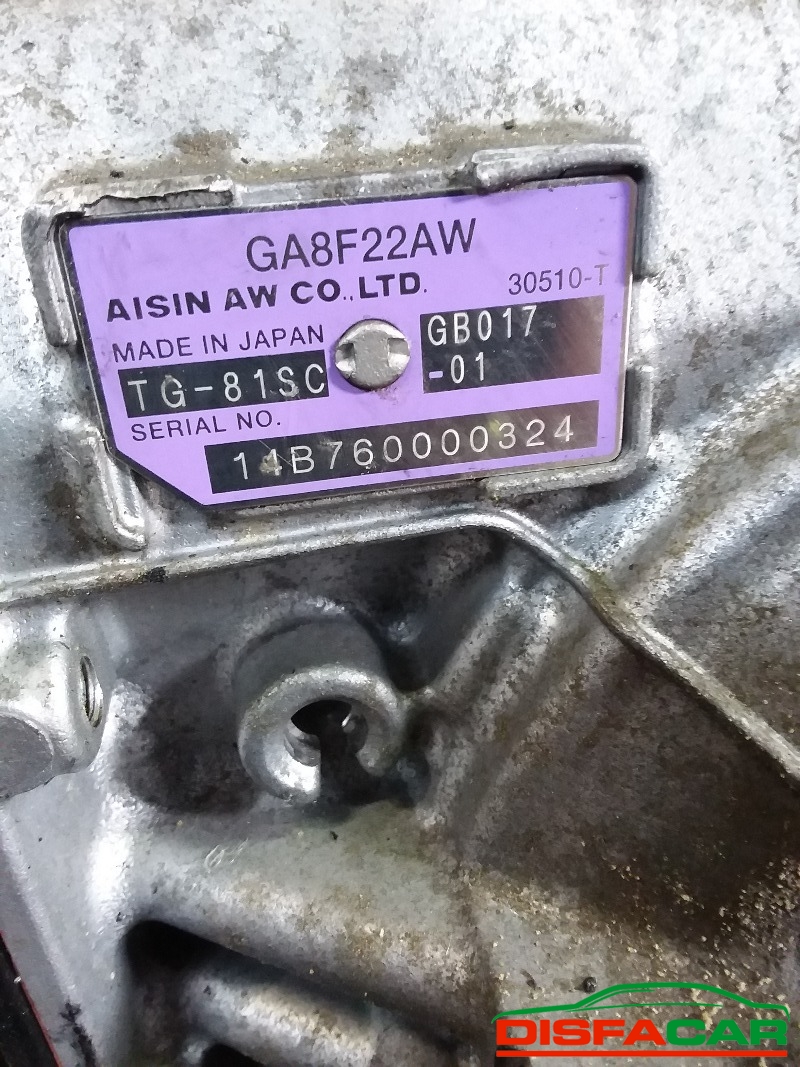 GA8F22AW
AISIN AW CO.,LTD.
30510-T
MADE IN JAPAN
GB017
-01
TG-81SC
SERIAL NO.
14B760000324
DISFACAR